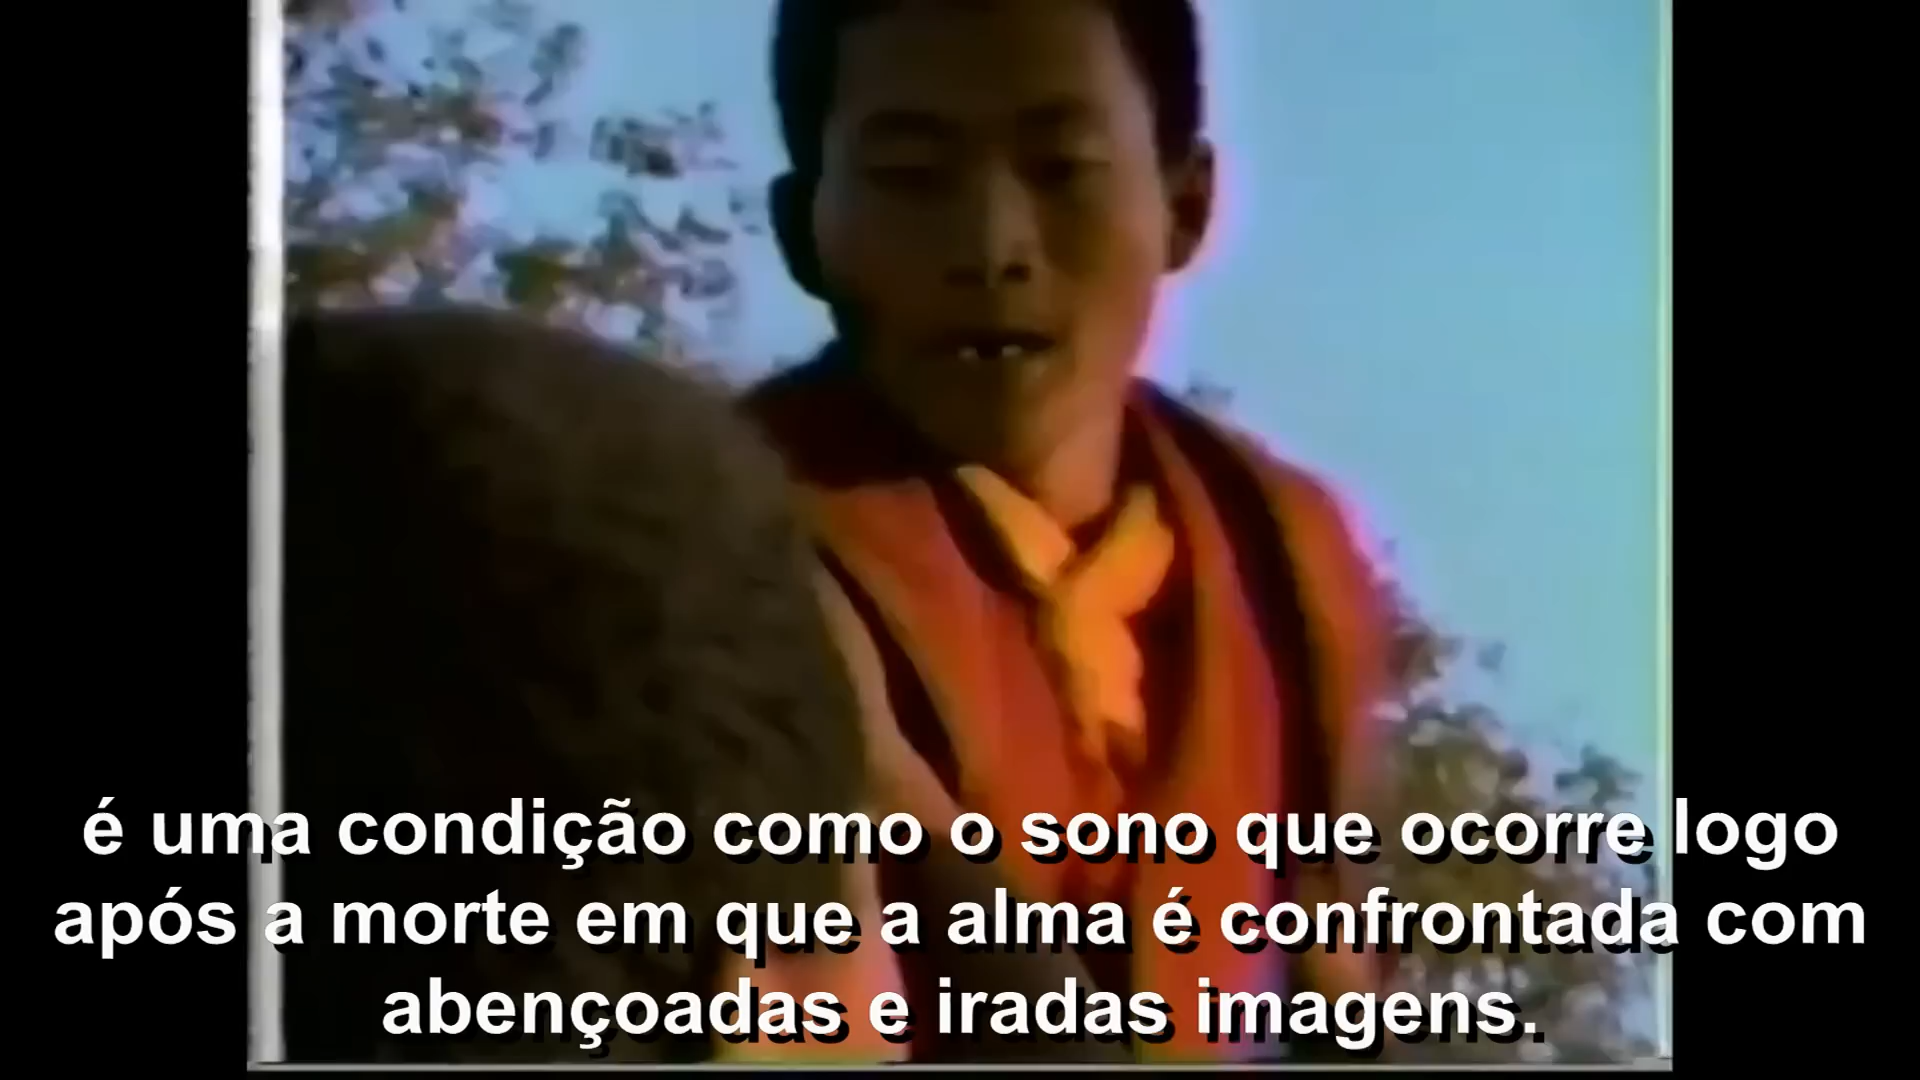 é uma condição como o sono que ocorre logo
após a morte em que a alma é confrontada com
abençoadas e iradas imagens.